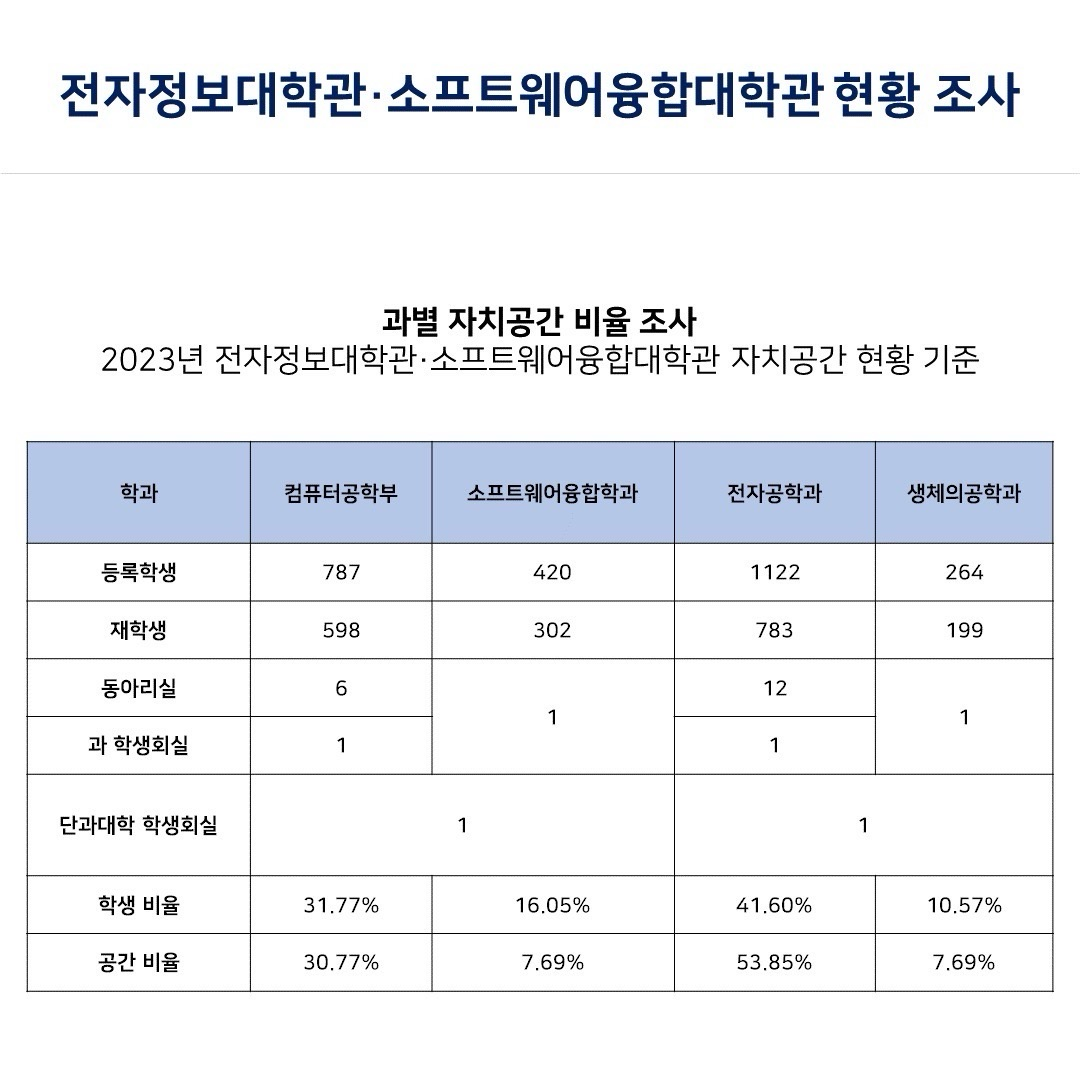 전자정보대학관·소프트웨어융합대학관 현황 조사
과별 자치공간 비율 조사
2023년 전자정보대학관·소프트웨어융합대학관 자치공간 현황 기준
학과 컴퓨터공학부 소프트웨어융합학과 전자공학과 생체의공학과
등록학생 787 420 1122 264
재학생 598 302 783 199
동아리실 6 1 12 1
과 학생회실 1 1
단과대학 학생회실 1 1
학생 비율 31.77% 16.05% 41.60% 10.57%
공간 비율 30.77% 7.69% 53.85% 7.69%